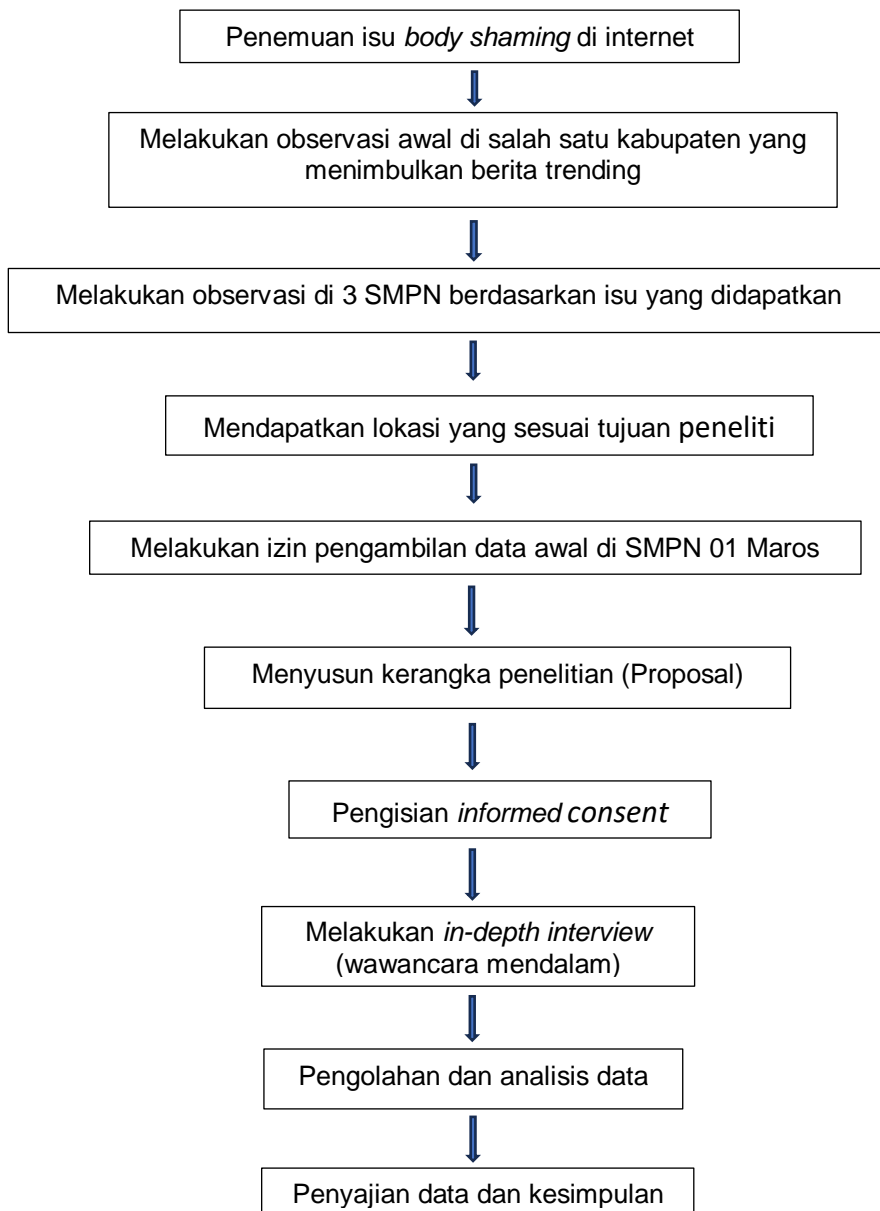 Penemuan isu body shaming di internet
Melakukan observasi awal di salah satu kabupaten yang
menimbulkan berita trending
Melakukan observasi di 3 SMPN berdasarkan isu yang didapatkan
Mendapatkan lokasi yang sesuai tujuan peneliti
Melakukan izin pengambilan data awal di SMPN 01 Maros
Menyusun kerangka penelitian (Proposal)
Pengisian informed consent
Melakukan in-depth interview
(wawancara mendalam)
Pengolahan dan analisis data
Penyajian data dan kesimpulan